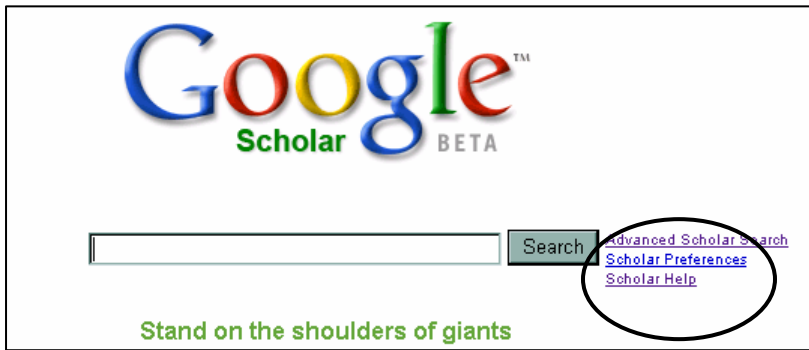 Google™
Scholar BETA
Search
Advanced Scholar Search
Scholar Preferences
Scholar Help
Stand on the shoulders of giants